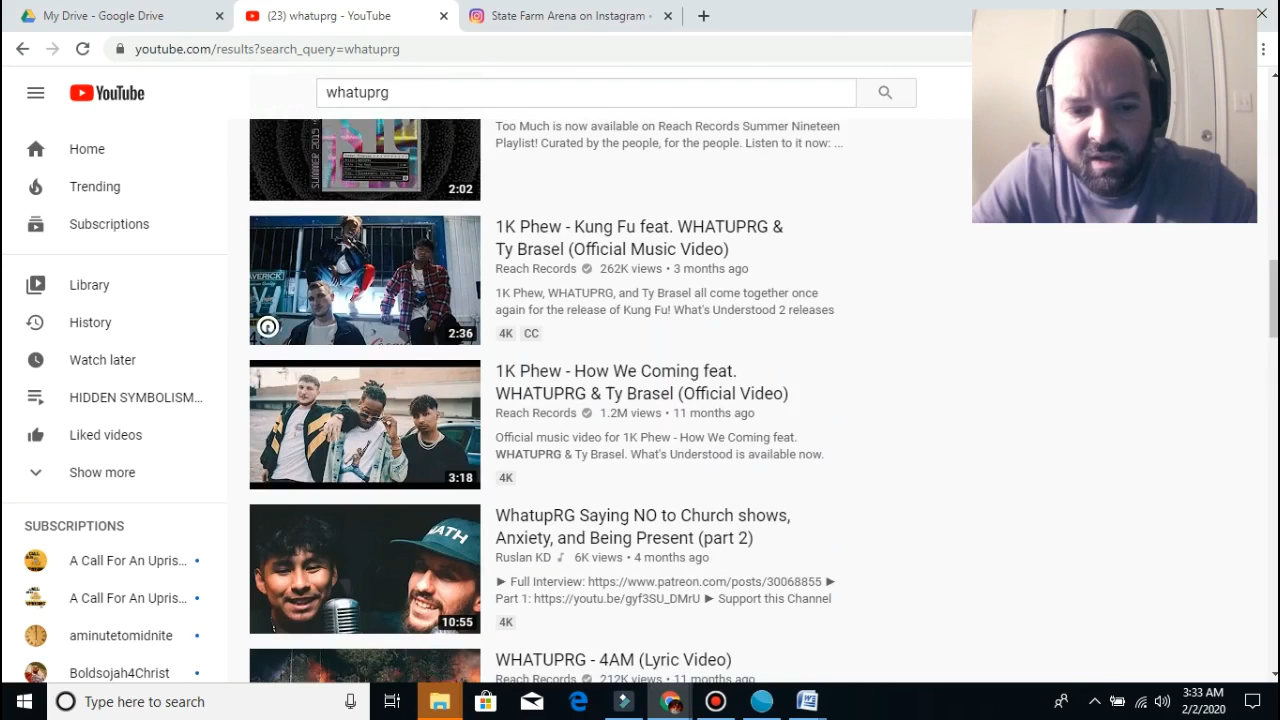 My Drive - Google Drive
(23) whatuprg - YouTube
State Farm Arena on Instagram -
youtube.com/results?search_query=whatuprg
YouTube
whatuprg
Home
Trending
Subscriptions
Library
History
Watch later
HIDDEN SYMBOLISM...
Liked videos
Show more
SUBSCRIPTIONS
A Call For An Upris...
A Call For An Upris...
aminutetomidnite
Boldsojah4Christ
SUMMER 2019
2:02
Too Much is now available on Reach Records Summer Nineteen
Playlist! Curated by the people, for the people. Listen to it now: ...
MAVERICK
2:36
1K Phew - Kung Fu feat. WHATUPRG &
Ty Brasel (Official Music Video)
Reach Records 262K views • 3 months ago
1K Phew, WHATUPRG, and Ty Brasel all come together once
again for the release of Kung Fu! What's Understood 2 releases
4K CC
3:18
1K Phew - How We Coming feat.
WHATUPRG & Ty Brasel (Official Video)
Reach Records 1.2M views • 11 months ago
Official music video for 1K Phew - How We Coming feat.
WHATUPRG & Ty Brasel. What's Understood is available now.
4K
10:55
WhatupRG Saying NO to Church shows,
Anxiety, and Being Present (part 2)
Ruslan KD ♪ 6K views • 4 months ago
► Full Interview: https://www.patreon.com/posts/30068855 ►
Part 1: https://youtu.be/gyf3SU_DMrU ► Support this Channel
4K
WHATUPRG - 4AM (Lyric Video)
Reach Records 212K views • 11 months ago
Type here to search
3:33 AM
2/2/2020